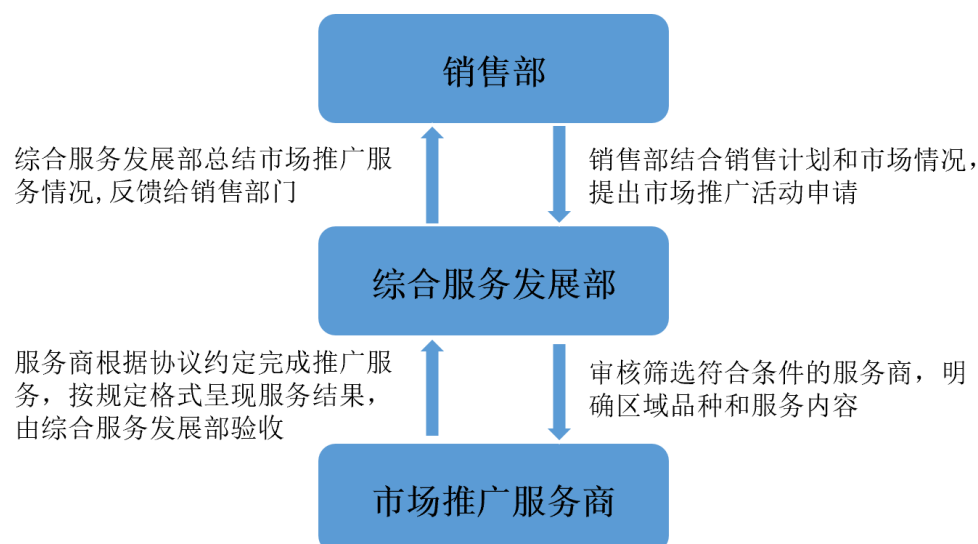 销售部
综合服务发展部总结市场推广服
务情况,反馈给销售部门
销售部结合销售计划和市场情况，
提出市场推广活动申请
综合服务发展部
服务商根据协议约定完成推广服
务，按规定格式呈现服务结果，
由综合服务发展部验收
审核筛选符合条件的服务商，明
确区域品种和服务内容
市场推广服务商